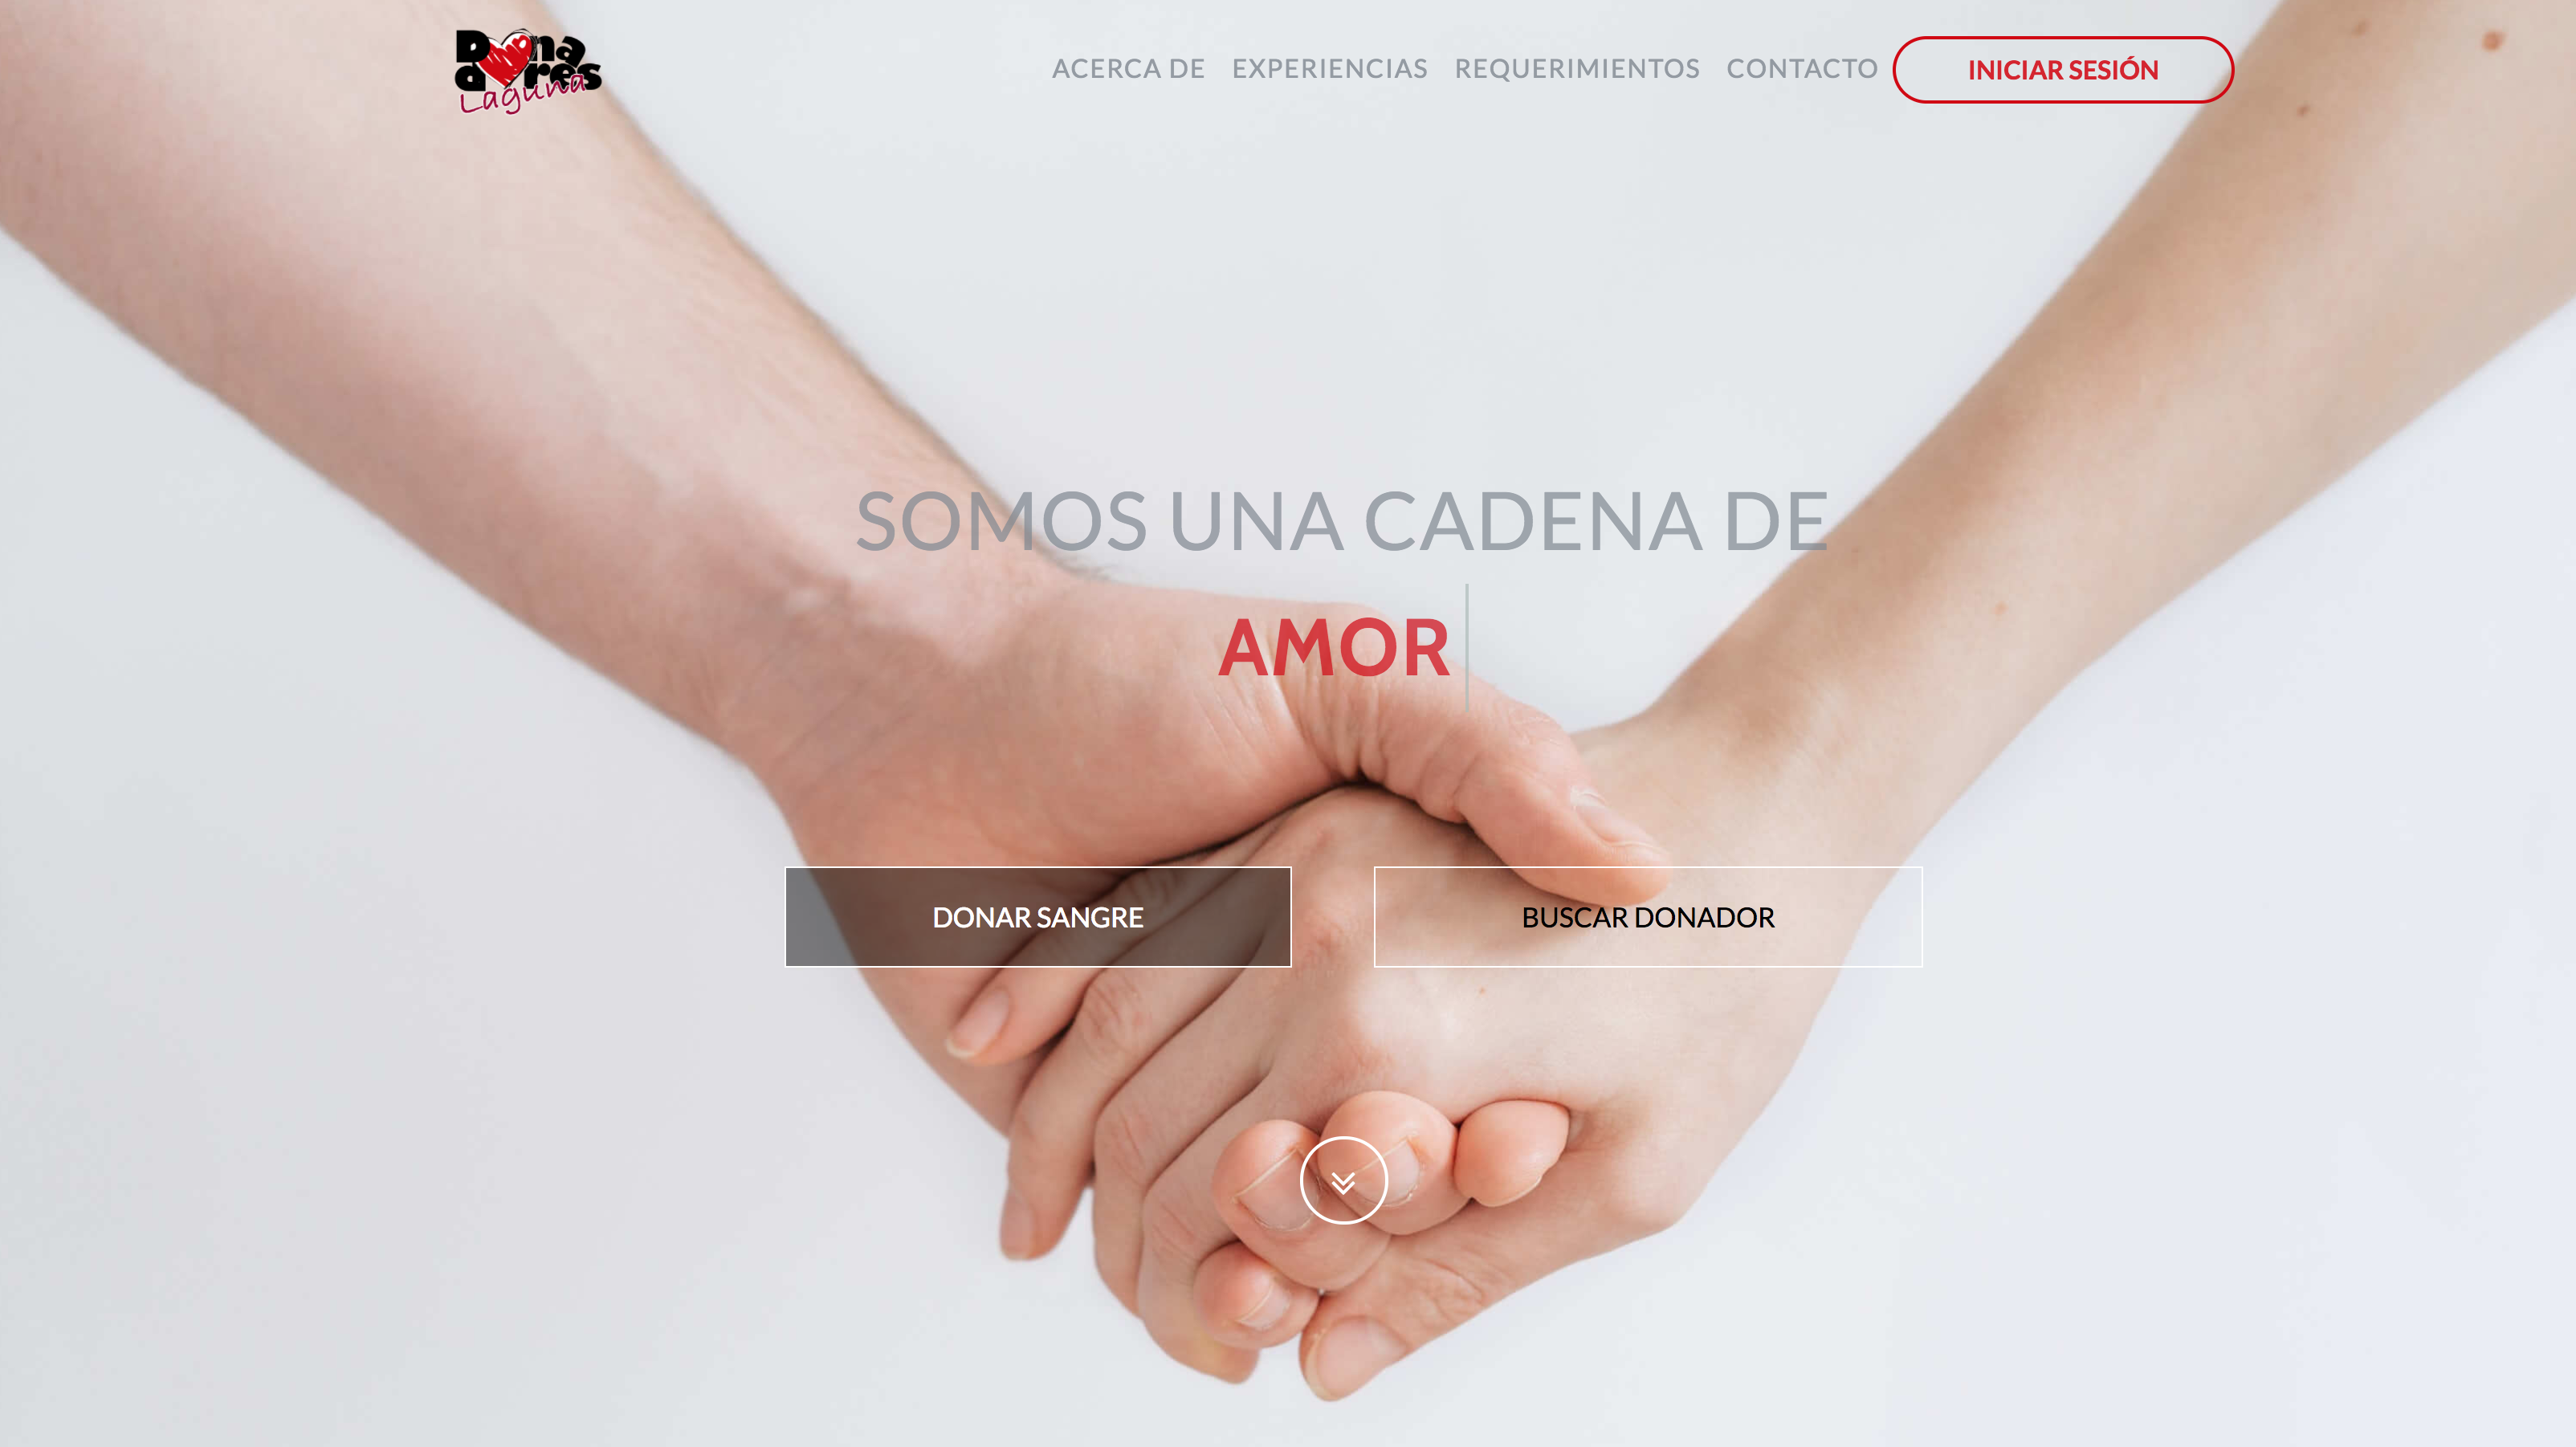 Dona
dores
Laguna
ACERCA DE EXPERIENCIAS REQUERIMIENTOS CONTACTO INICIAR SESIÓN
SOMOS UNA CADENA DE
AMOR
DONAR SANGRE BUSCAR DONADOR